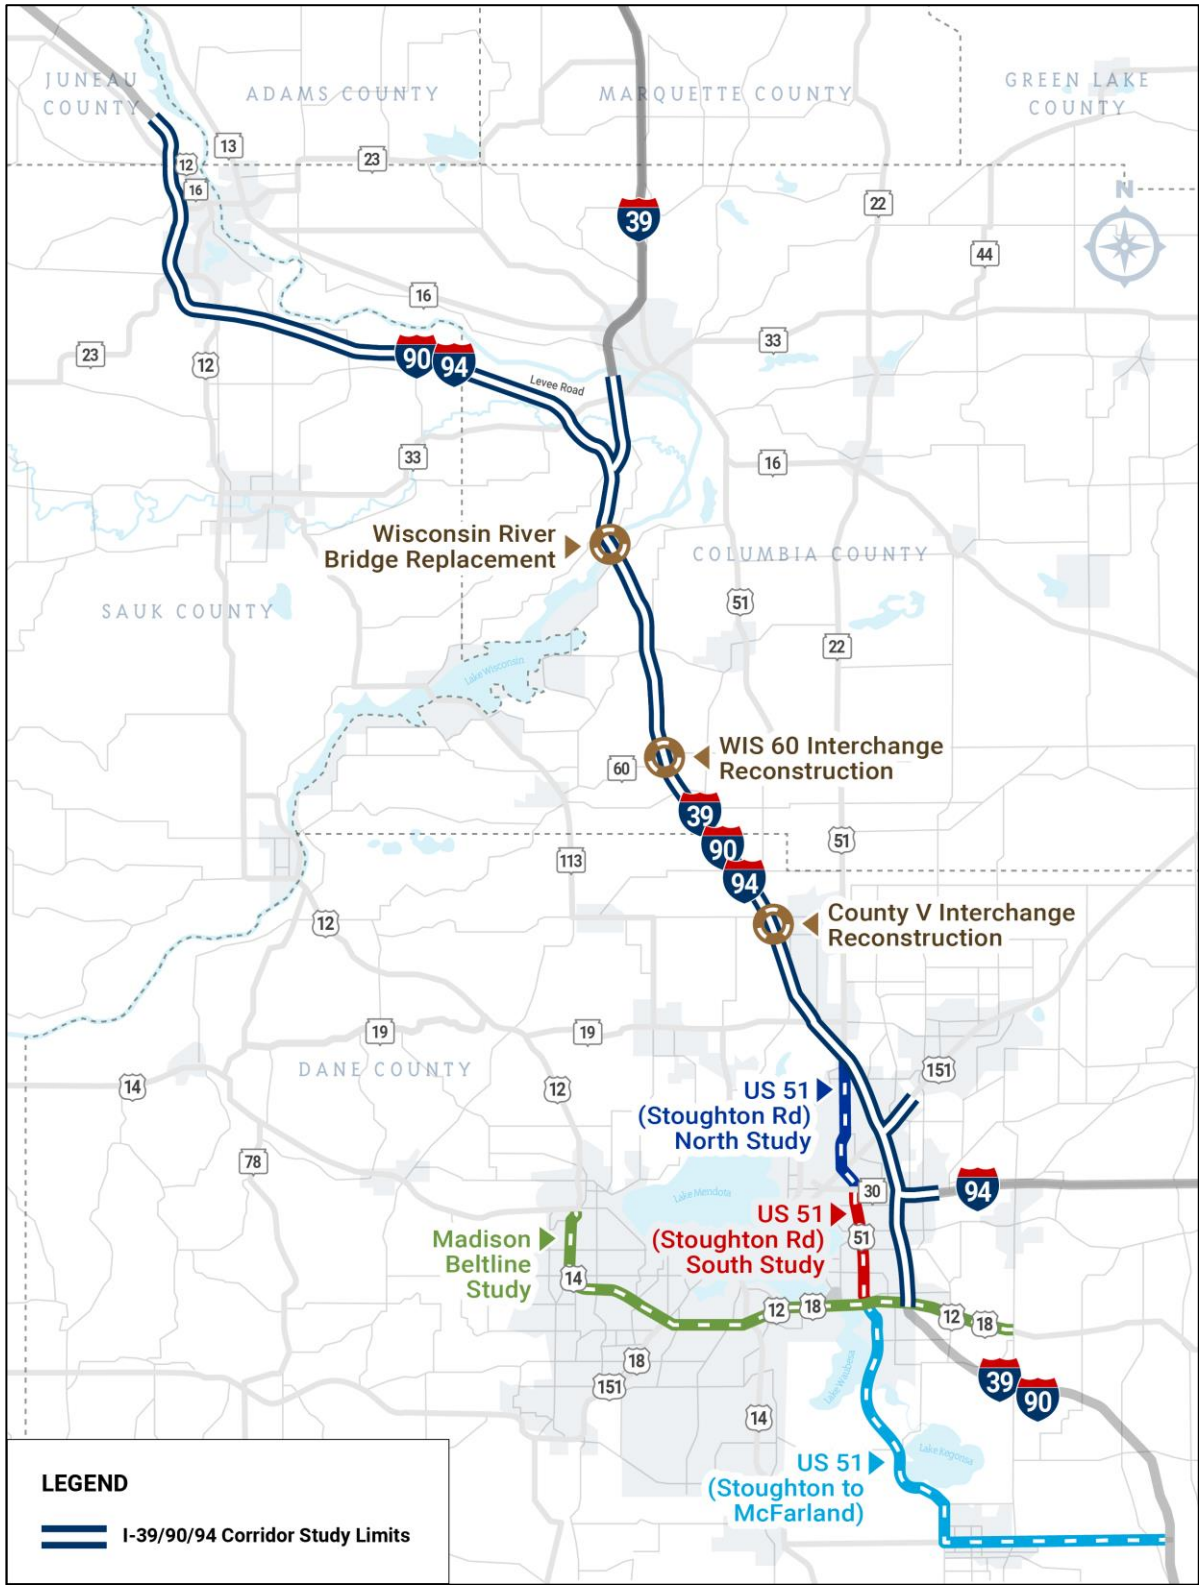 JUNEAU
COUNTY
ADAMS COUNTY
MARQUETTE COUNTY
GREEN LAKE
COUNTY
13
12
23
16
N
22
39
44
16
33
23
12
90
94
Levee Road
33
16
Wisconsin River
Bridge Replacement
COLUMBIA COUNTY
SAUK COUNTY
51
22
Lake Wisconsin
WIS 60 Interchange
Reconstruction
60
39
90
94
51
113
County V Interchange
Reconstruction
12
19
19
DANE COUNTY
151
14
12
US 51
(Stoughton Rd)
North Study
78
Lake Mendota
30
94
US 51
(Stoughton Rd)
South Study
51
Madison
Beltline
Study
14
12
18
12
18
Lake Waubesa
18
151
39
90
14
Lake Kegonsa
US 51
(Stoughton to
McFarland)
LEGEND
I-39/90/94 Corridor Study Limits